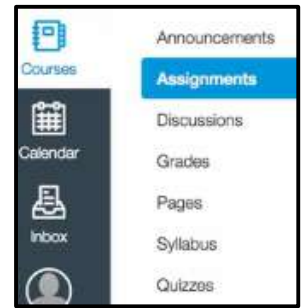 Courses
Calendar
Inbox
Announcements
Assignments
Discussions
Grades
Pages
Syllabus
Quizzes